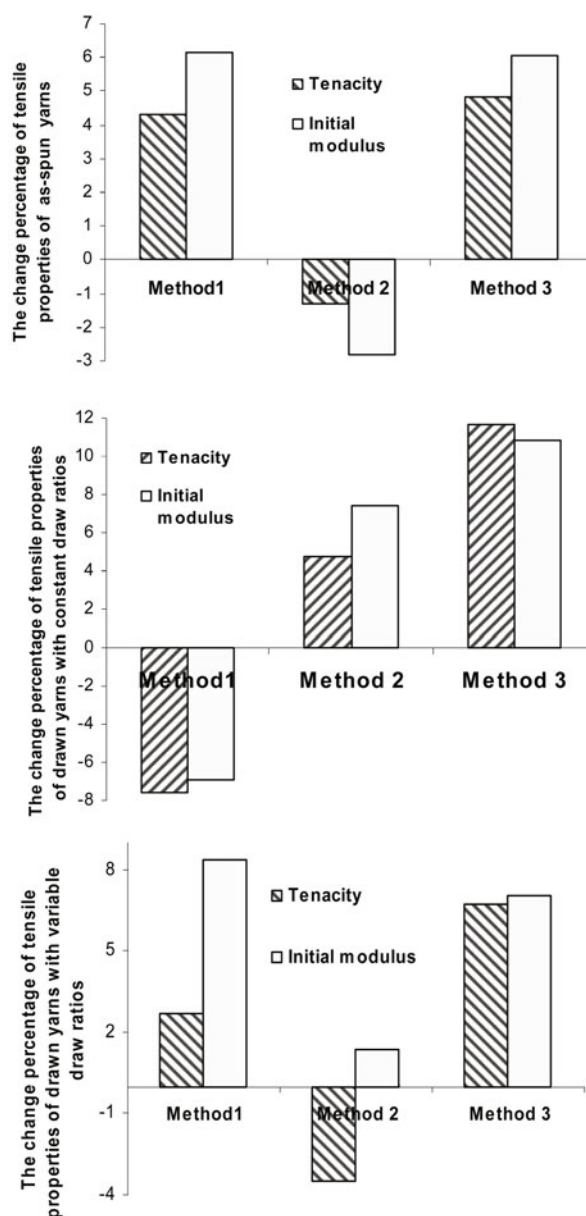 The change percentage of tensile
properties of as-spun yarns
7
6
5
4
3
2
1
0
-1
-2
-3
Tenacity
Initial
modulus
Method1
Method 2
Method 3
The change percentage of tensile properties
of drawn yarns with constant draw ratios
12
10
8
6
4
2
0
-2
-4
-6
-8
Tenacity
Initial
modulus
Method1
Method 2
Method 3
The change percentage of tensile
properties of drawn yarns with variable
draw ratios
8
5
2
-1
-4
Tenacity
Initial modulus
Method1
Method 2
Method 3